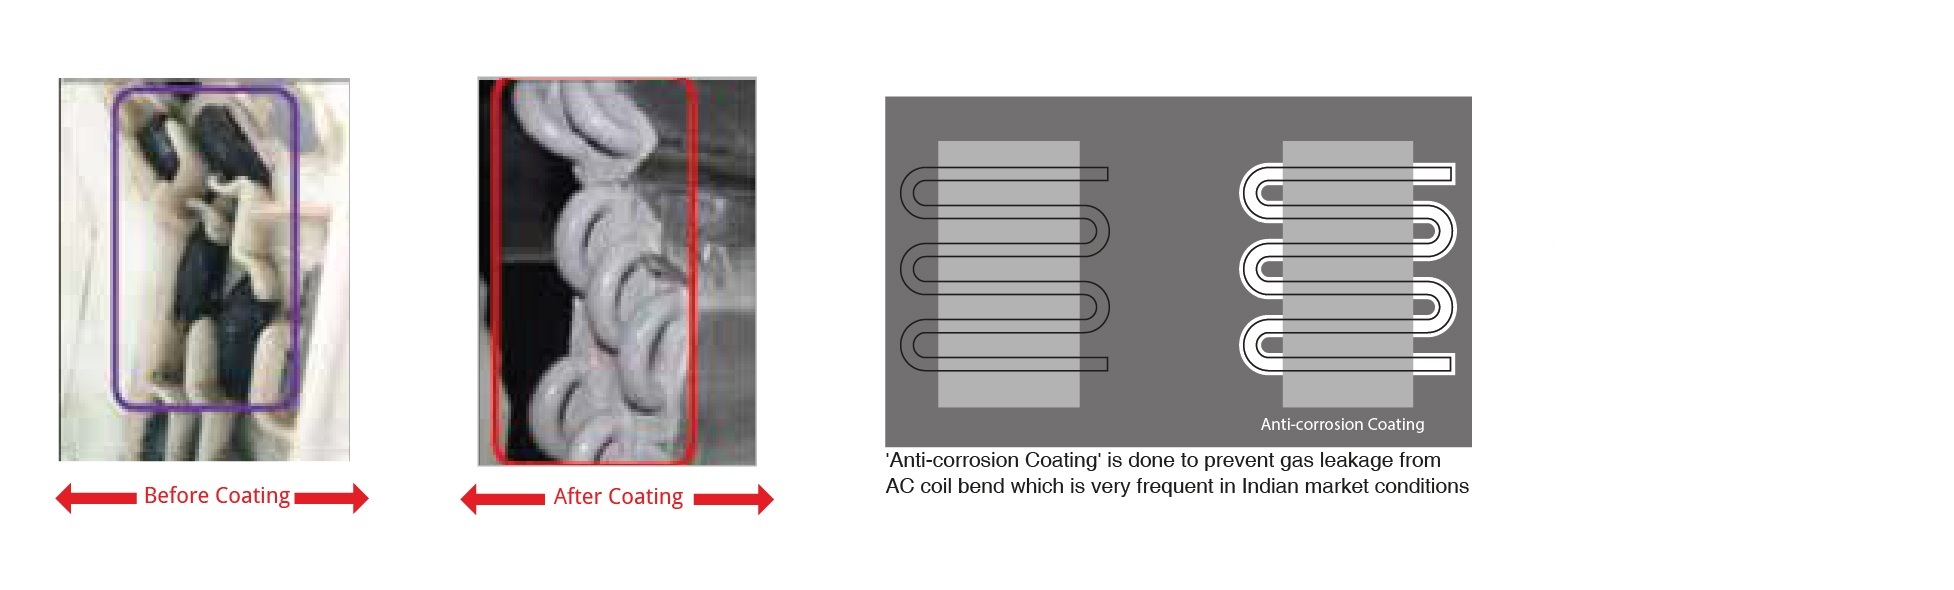 Before Coating
After Coating
Anti-corrosion Coating
'Anti-corrosion Coating' is done to prevent gas leakage from
AC coil bend which is very frequent in Indian market conditions